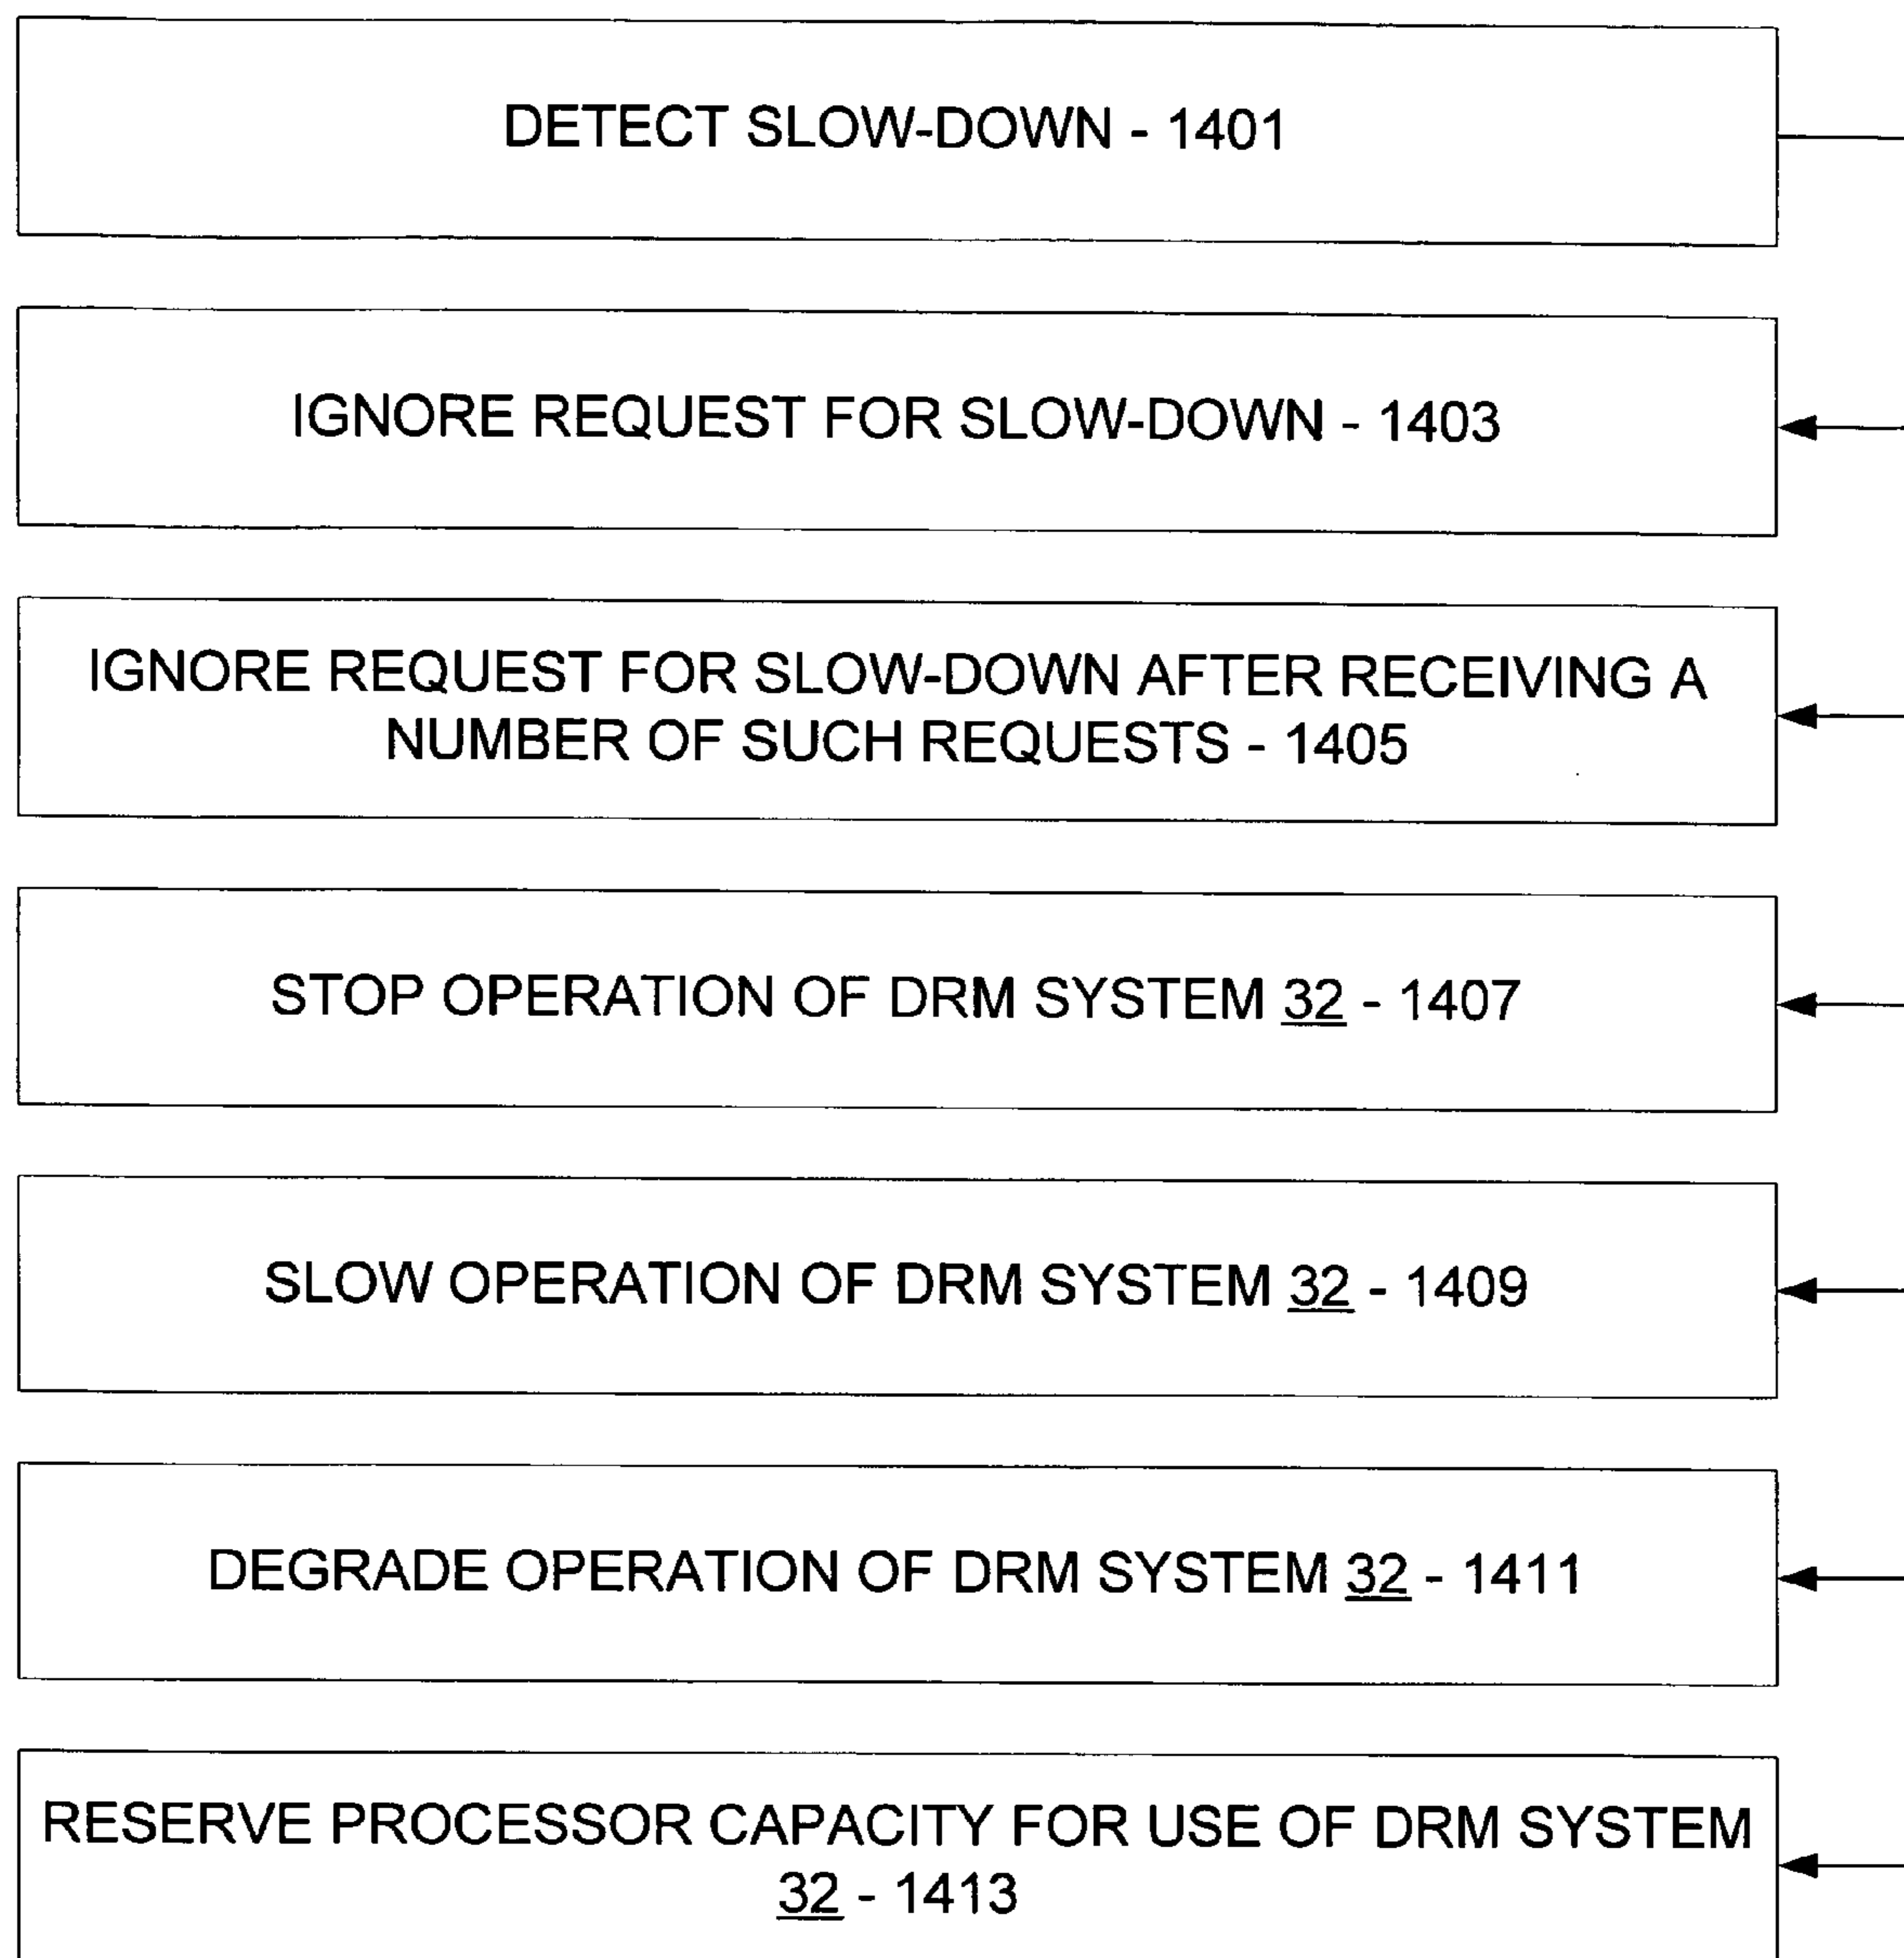 DETECT SLOW-DOWN - 1401
IGNORE REQUEST FOR SLOW-DOWN - 1403
IGNORE REQUEST FOR SLOW-DOWN AFTER RECEIVING A
NUMBER OF SUCH REQUESTS - 1405
STOP OPERATION OF DRM SYSTEM 32 - 1407
SLOW OPERATION OF DRM SYSTEM 32 - 1409
DEGRADE OPERATION OF DRM SYSTEM 32 - 1411
RESERVE PROCESSOR CAPACITY FOR USE OF DRM SYSTEM
32 - 1413